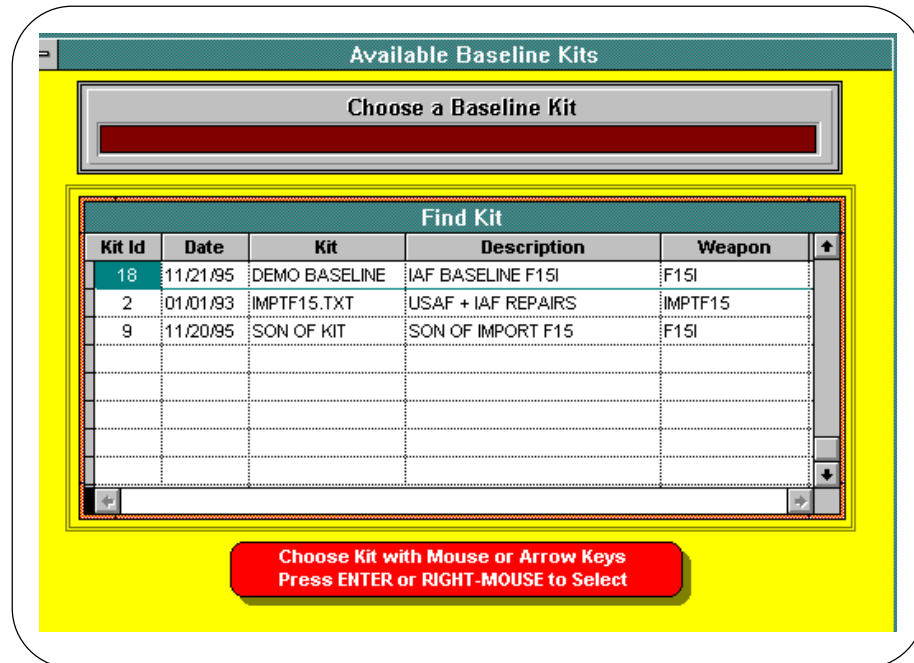 Available Baseline Kits
Choose a Baseline Kit
Find Kit
Kit Id Date Kit Description Weapon
18 11/21/95 DEMO BASELINE IAF BASELINE F15I F15I
2 01/01/93 IMPTF15.TXT USAF + IAF REPAIRS IMPTF15
9 11/20/95 SON OF KIT SON OF IMPORT F15 F15I
Choose Kit with Mouse or Arrow Keys
Press ENTER or RIGHT-MOUSE to Select